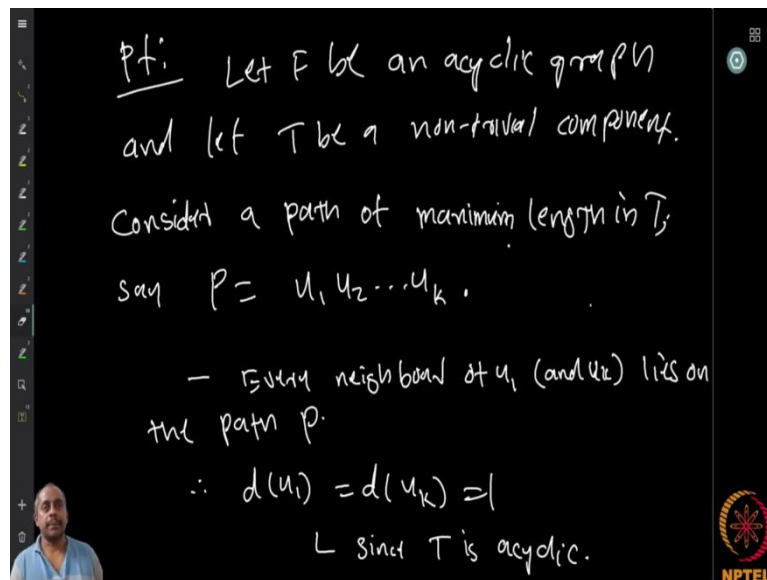 Pf: Let F be an acyclic graph
and let T be a non-trivial component.
Consider a path of maximum length in T;
say P = u₁ u₂ ... uₖ .
- Every neighbour of u₁ (and uₖ) lies on
the path P.
∴ d(u₁) = d(uₖ) = 1
∟ since T is acyclic.
NPTEL